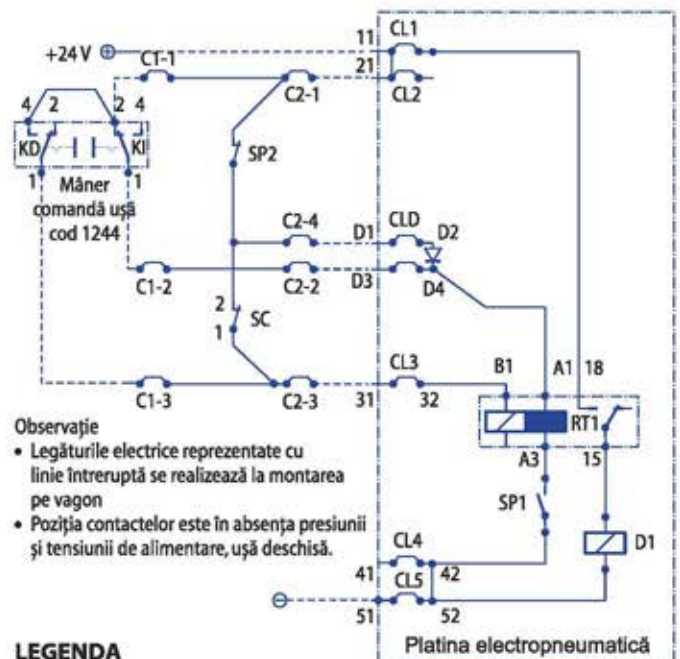 11 CL1
+24 V
C1-1
21
C2-1
CL2
4 2 2 4
KD KI
SP2
1 1
Mâner
comandă ușă
cod 1244
C2-4 D1 CLD D2
C1-2 C2-2 D3 D4
2
SC
1
B1 A1 18
CL3
C1-3 C2-3 31 32
RT1
Observație
• Legăturile electrice reprezentate cu
linie întreruptă se realizează la montarea
pe vagon
• Poziția contactelor este în absența presiunii
și tensiunii de alimentare, ușă deschisă.
A3 15
SP1
D1
CL4
41 42
CL5
51 52
LEGENDA
Platina electropneumatică